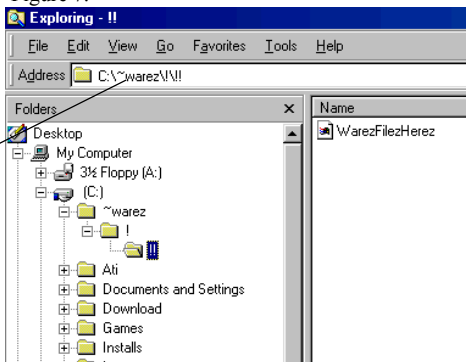 Exploring - !!
File Edit View Go Favorites Tools Help
Address C:\~warez\!\!!
Folders x Name
Desktop WarezFilezHerez
My Computer
3½ Floppy (A:)
(C:)
~warez
!
!!
Ati
Documents and Settings
Download
Games
Installs